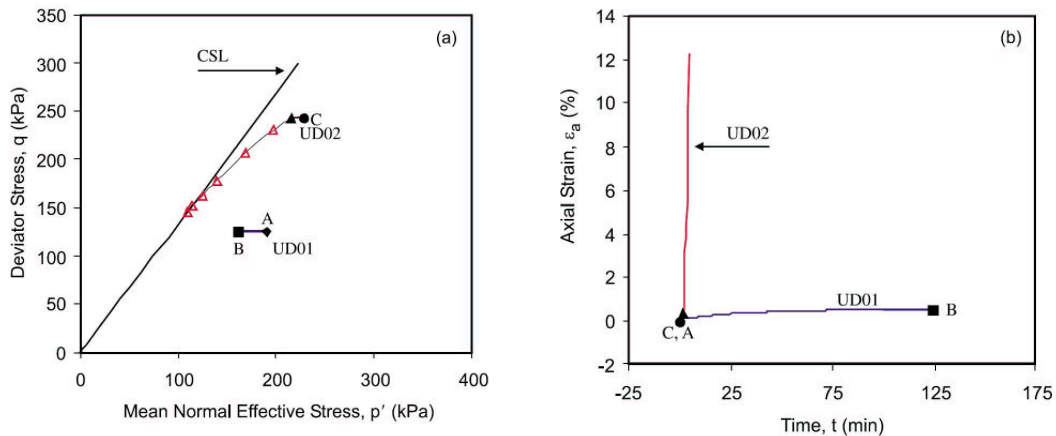 (a)
350
300
250
200
150
100
50
0
CSL
C
UD02
A
B
UD01
0 100 200 300 400
Deviator Stress, q (kPa)
Mean Normal Effective Stress, p′ (kPa)
(b)
14
12
10
8
6
4
2
0
-2
UD02
UD01
B
C, A
-25 25 75 125 175
Axial Strain, εa (%)
Time, t (min)